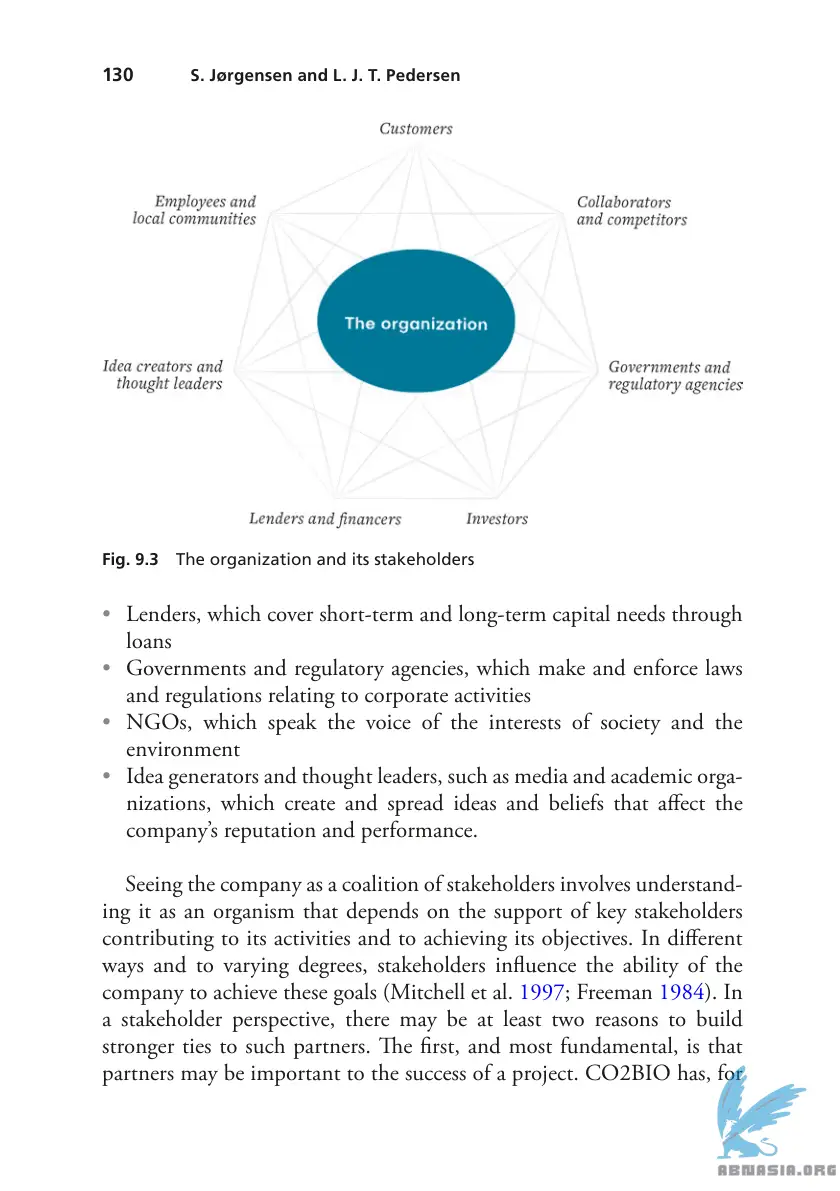 130 S. Jørgensen and L. J. T. Pedersen
Customers
Employees and
local communities
Collaborators
and competitors
The organization
Idea creators and
thought leaders
Governments and
regulatory agencies
Lenders and financers
Investors
Fig. 9.3 The organization and its stakeholders
• Lenders, which cover short-term and long-term capital needs through
loans
• Governments and regulatory agencies, which make and enforce laws
and regulations relating to corporate activities
• NGOs, which speak the voice of the interests of society and the
environment
• Idea generators and thought leaders, such as media and academic orga-
nizations, which create and spread ideas and beliefs that affect the
company’s reputation and performance.
Seeing the company as a coalition of stakeholders involves understand-
ing it as an organism that depends on the support of key stakeholders
contributing to its activities and to achieving its objectives. In different
ways and to varying degrees, stakeholders influence the ability of the
company to achieve these goals (Mitchell et al. 1997; Freeman 1984). In
a stakeholder perspective, there may be at least two reasons to build
stronger ties to such partners. The first, and most fundamental, is that
partners may be important to the success of a project. CO2BIO has, for
ABNASIA.ORG